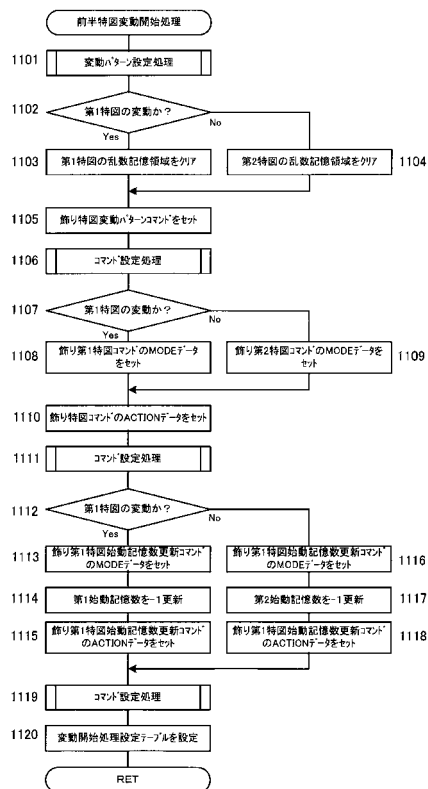 前半特図変動開始処理
1101
変動パターン設定処理
1102
第1特図の変動か?
Yes
No
1103
第1特図の乱数記憶領域をクリア
第2特図の乱数記憶領域をクリア
1104
1105
飾り特図変動パターンコマンドをセット
1106
コマンド設定処理
1107
第1特図の変動か?
Yes
No
1108
飾り第1特図コマンドのMODEデータ
をセット
飾り第2特図コマンドのMODEデータを
セット
1109
1110
飾り特図コマンドのACTIONデータをセット
1111
コマンド設定処理
1112
第1特図の変動か?
Yes
No
1113
飾り第1特図始動記憶数更新コマンド
のMODEデータをセット
飾り第1特図始動記憶数更新コマンド
のMODEデータをセット
1116
1114
第1始動記憶数を-1更新
第2始動記憶数を-1更新
1117
1115
飾り第1特図始動記憶数更新コマンド
のACTIONデータをセット
飾り第1特図始動記憶数更新コマンド
のACTIONデータをセット
1118
1119
コマンド設定処理
1120
変動開始処理設定テーブルを設定
RET